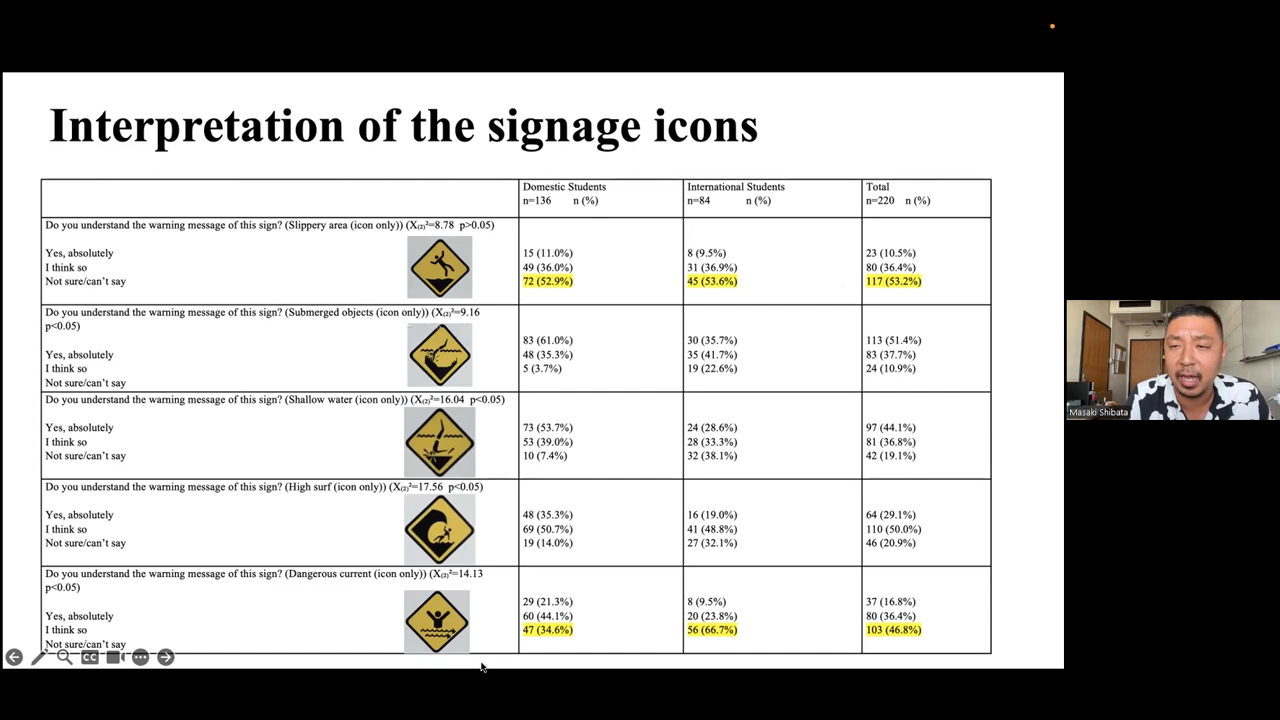 Interpretation of the signage icons
Domestic Students
n=136 n (%)
International Students
n=84 n (%)
Total
n=220 n (%)
Do you understand the warning message of this sign? (Slippery area (icon only)) (X₍₂₎²=8.78 p>0.05)
Yes, absolutely 15 (11.0%) 8 (9.5%) 23 (10.5%)
I think so 49 (36.0%) 31 (36.9%) 80 (36.4%)
Not sure/can't say 72 (52.9%) 45 (53.6%) 117 (53.2%)
Do you understand the warning message of this sign? (Submerged objects (icon only)) (X₍₂₎²=9.16
p<0.05)
83 (61.0%) 30 (35.7%) 113 (51.4%)
Yes, absolutely 48 (35.3%) 35 (41.7%) 83 (37.7%)
I think so 5 (3.7%) 19 (22.6%) 24 (10.9%)
Not sure/can't say
Do you understand the warning message of this sign? (Shallow water (icon only)) (X₍₂₎²=16.04 p<0.05)
Yes, absolutely 73 (53.7%) 24 (28.6%) 97 (44.1%)
I think so 53 (39.0%) 28 (33.3%) 81 (36.8%)
Not sure/can't say 10 (7.4%) 32 (38.1%) 42 (19.1%)
Do you understand the warning message of this sign? (High surf (icon only)) (X₍₂₎²=17.56 p<0.05)
Yes, absolutely 48 (35.3%) 16 (19.0%) 64 (29.1%)
I think so 69 (50.7%) 41 (48.8%) 110 (50.0%)
Not sure/can't say 19 (14.0%) 27 (32.1%) 46 (20.9%)
Do you understand the warning message of this sign? (Dangerous current (icon only)) (X₍₂₎²=14.13
p<0.05)
29 (21.3%) 8 (9.5%) 37 (16.8%)
Yes, absolutely 60 (44.1%) 20 (23.8%) 80 (36.4%)
I think so 47 (34.6%) 56 (66.7%) 103 (46.8%)
Not sure/can't say
CC
Masaki Shibata